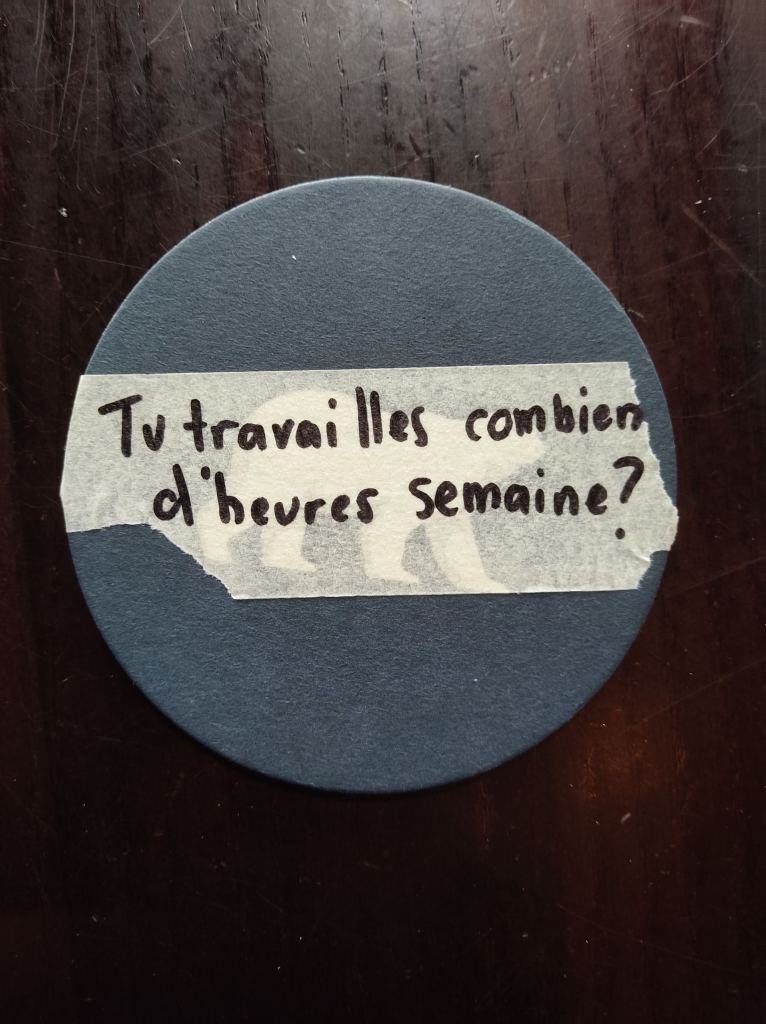 Tu travailles combien
d'heures semaine?